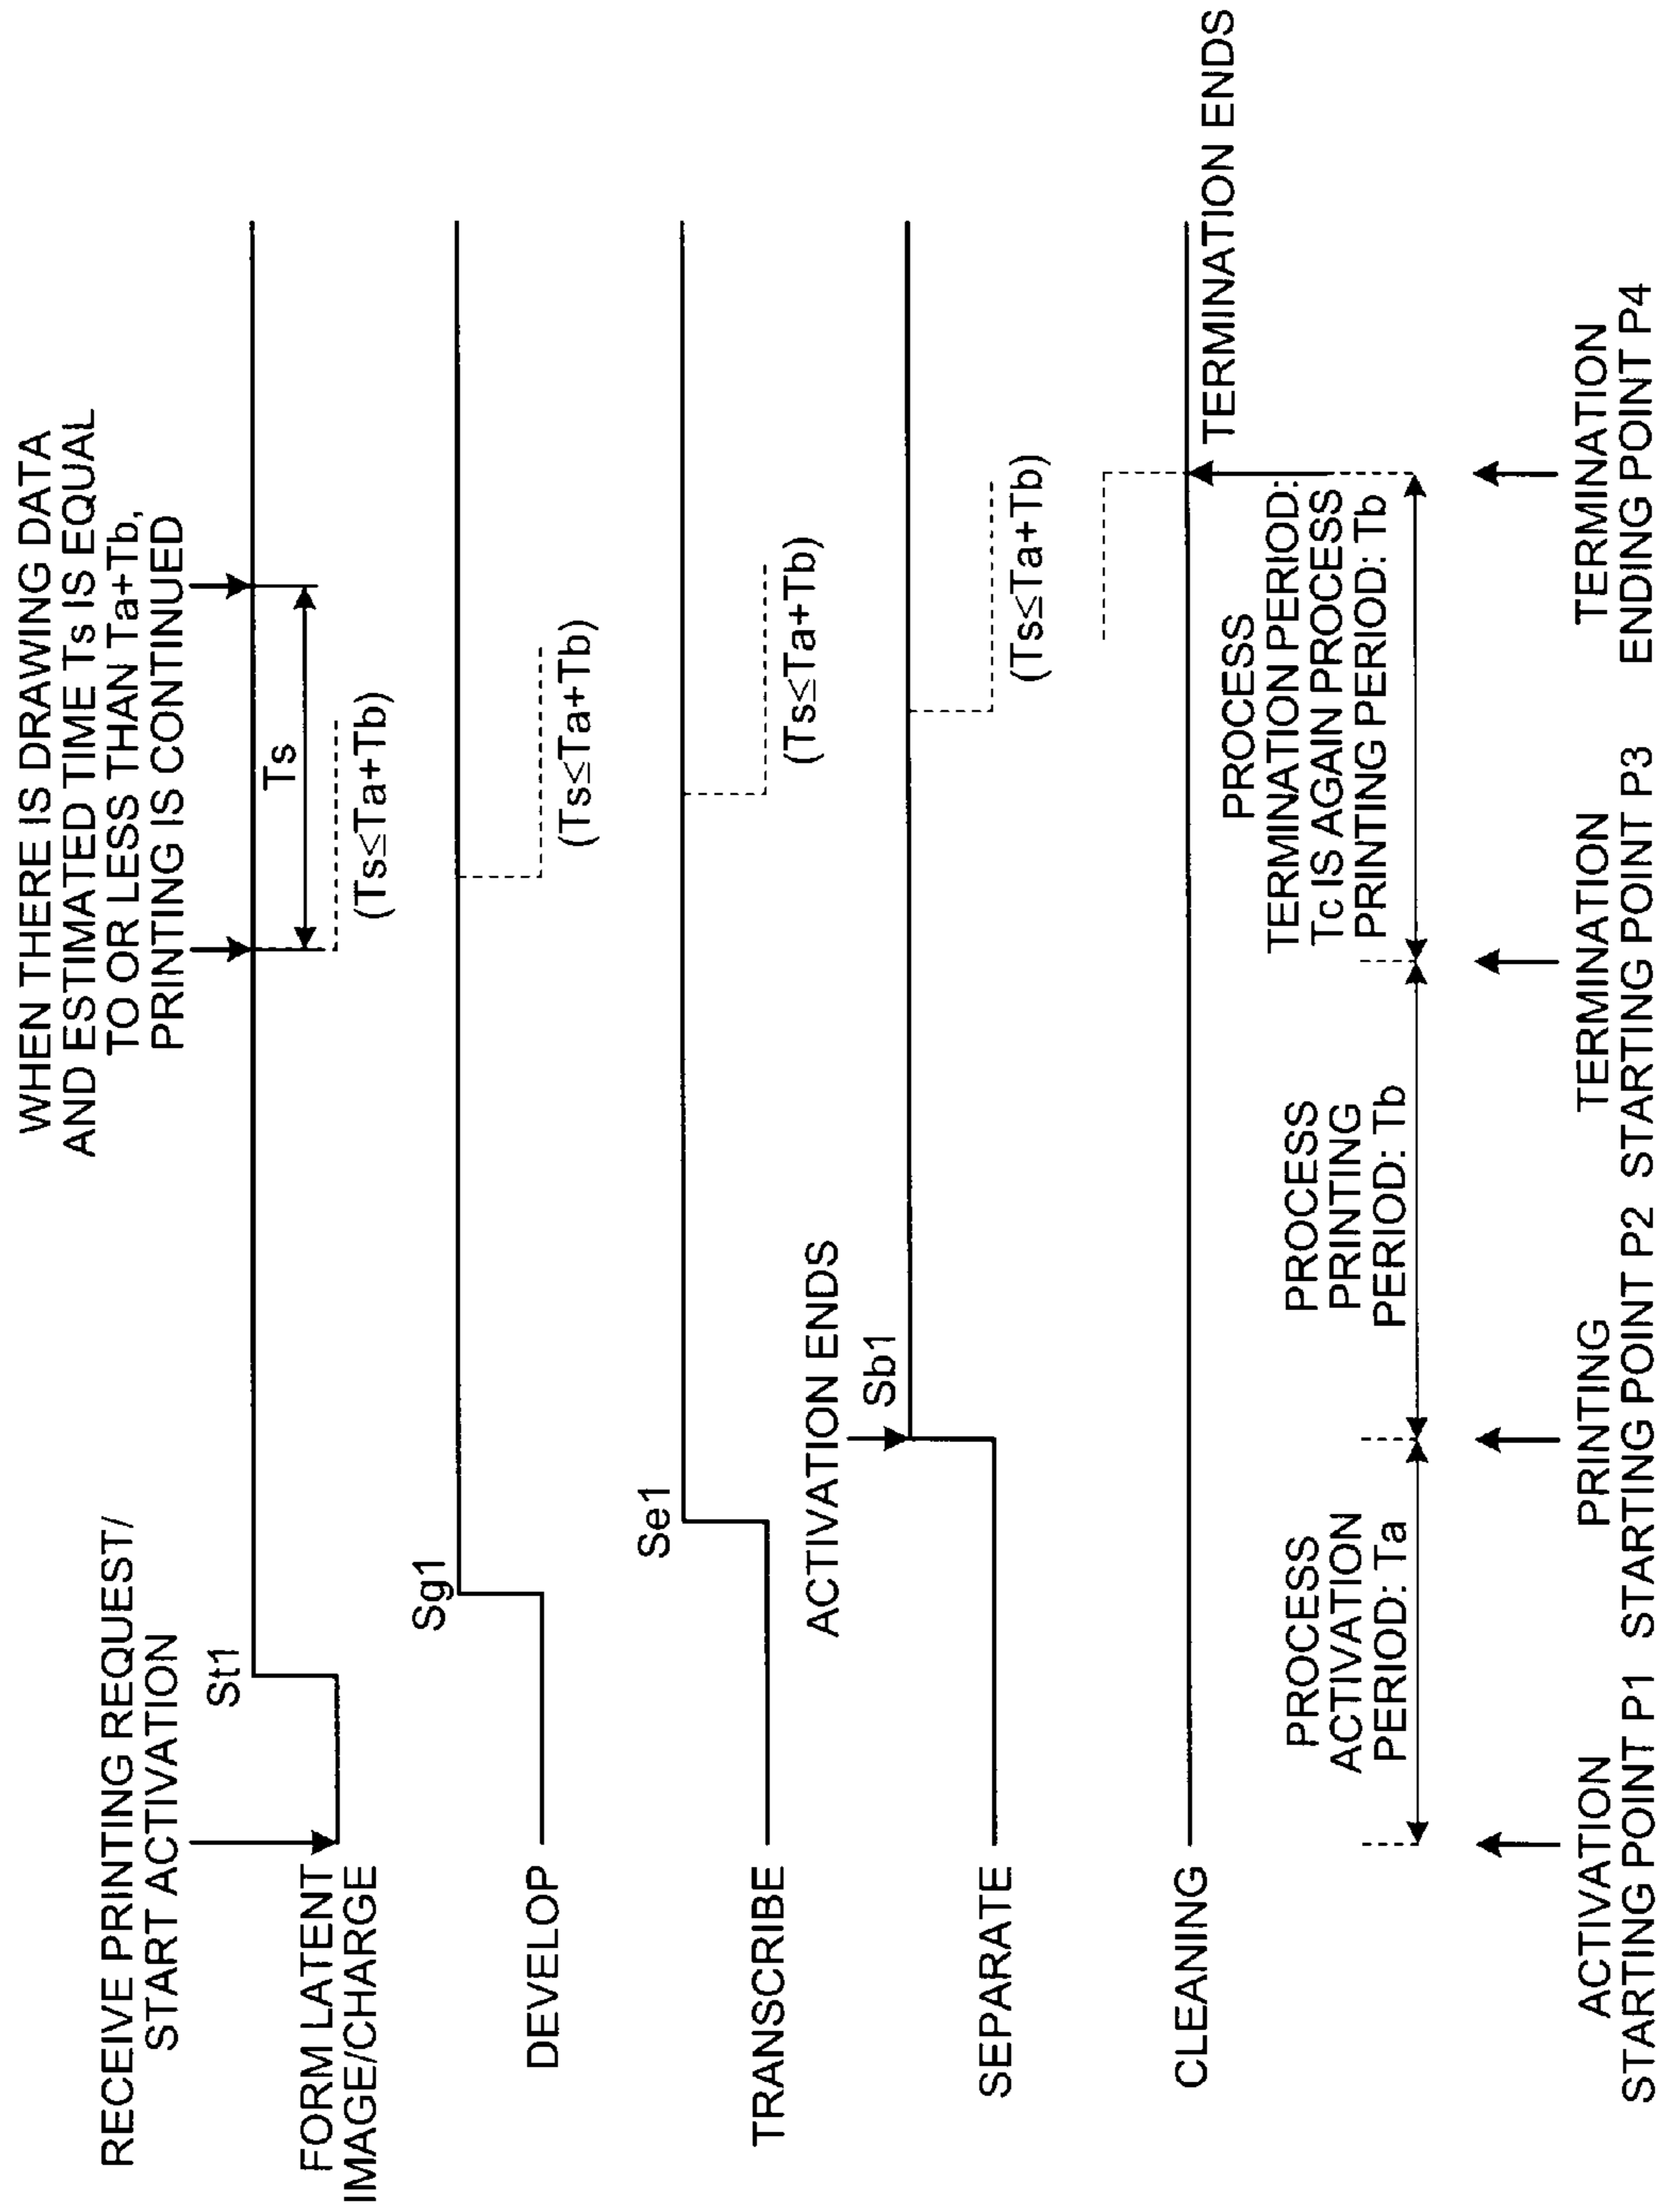 WHEN THERE IS DRAWING DATA
AND ESTIMATED TIME Ts IS EQUAL
TO OR LESS THAN Ta+Tb,
PRINTING IS CONTINUED
RECEIVE PRINTING REQUEST/
START ACTIVATION
St1
Ts
FORM LATENT
IMAGE/CHARGE
(Ts≤Ta+Tb)
Sg1
DEVELOP
(Ts≤Ta+Tb)
Se1
TRANSCRIBE
(Ts≤Ta+Tb)
ACTIVATION ENDS
Sb1
SEPARATE
(Ts≤Ta+Tb)
CLEANING
TERMINATION ENDS
PROCESS
ACTIVATION
PERIOD: Ta
PROCESS
PRINTING
PERIOD: Tb
PROCESS
TERMINATION PERIOD:
Tc IS AGAIN PROCESS
PRINTING PERIOD: Tb
ACTIVATION
STARTING POINT P1
PRINTING
STARTING POINT P2
TERMINATION
STARTING POINT P3
TERMINATION
ENDING POINT P4